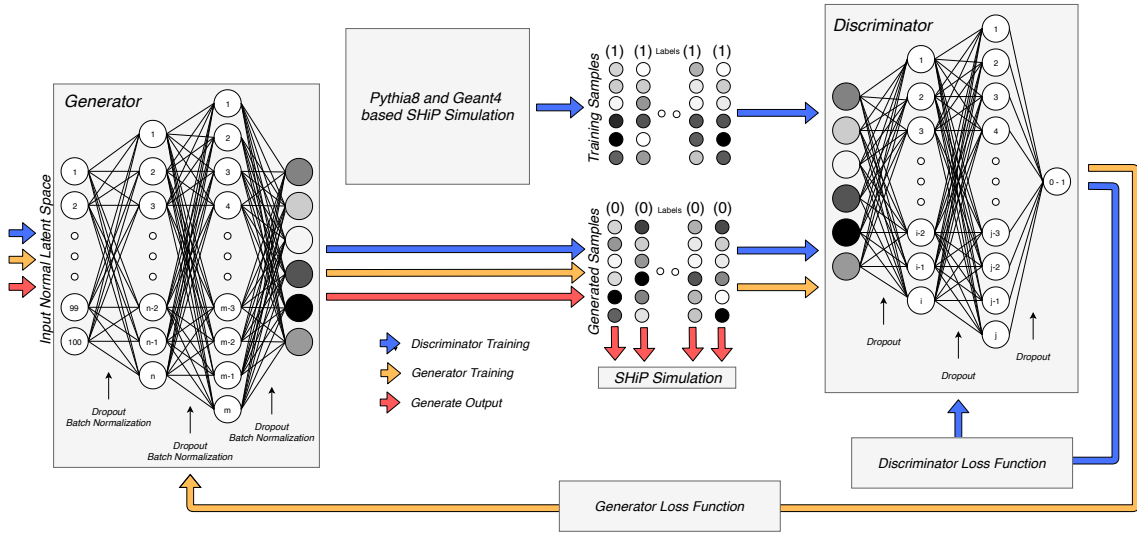 Generator
Input Normal Latent Space
1
2
99
100
1
2
3
n-2
n-1
n
1
2
3
4
m-3
m-2
m-1
m
Dropout
Batch Normalization
Dropout
Batch Normalization
Dropout
Batch Normalization
Pythia8 and Geant4
based SHiP Simulation
Training Samples
(1) (1) Labels (1) (1)
Generated Samples
(0) (0) Labels (0) (0)
SHiP Simulation
Discriminator Training
Generator Training
Generate Output
Discriminator
1
2
3
i-2
i-1
i
1
2
3
4
j-3
j-2
j-1
j
0 - 1
Dropout
Dropout
Dropout
Discriminator Loss Function
Generator Loss Function